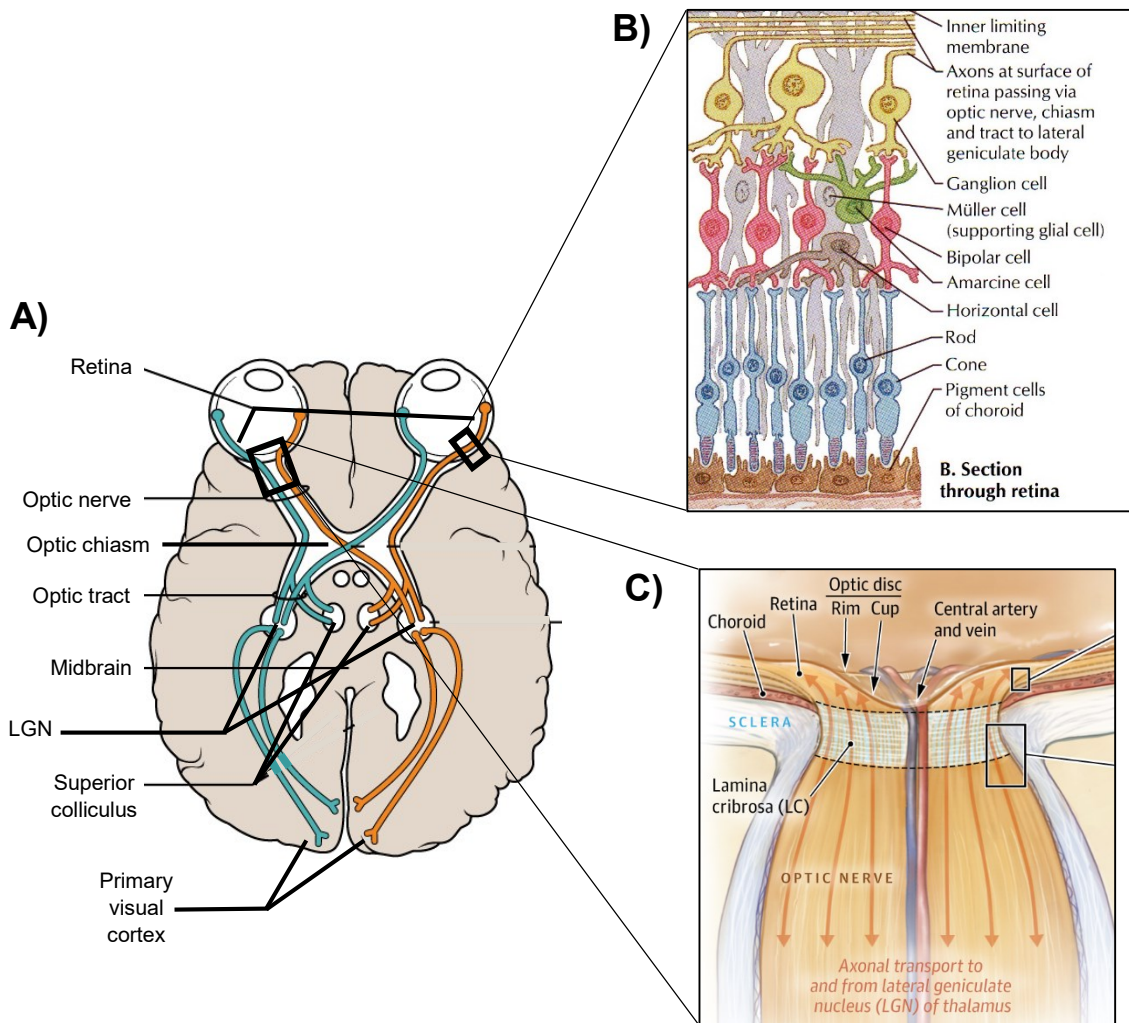 A)
Retina
Optic nerve
Optic chiasm
Optic tract
Midbrain
LGN
Superior
colliculus
Primary
visual
cortex
B)
Inner limiting
membrane
Axons at surface of
retina passing via
optic nerve, chiasm
and tract to lateral
geniculate body
Ganglion cell
Müller cell
(supporting glial cell)
Bipolar cell
Amarcine cell
Horizontal cell
Rod
Cone
Pigment cells
of choroid
B. Section
through retina
C)
Choroid
Retina
Optic disc
Rim Cup
Central artery
and vein
SCLERA
Lamina
cribrosa (LC)
OPTIC NERVE
Axonal transport to
and from lateral geniculate
nucleus (LGN) of thalamus